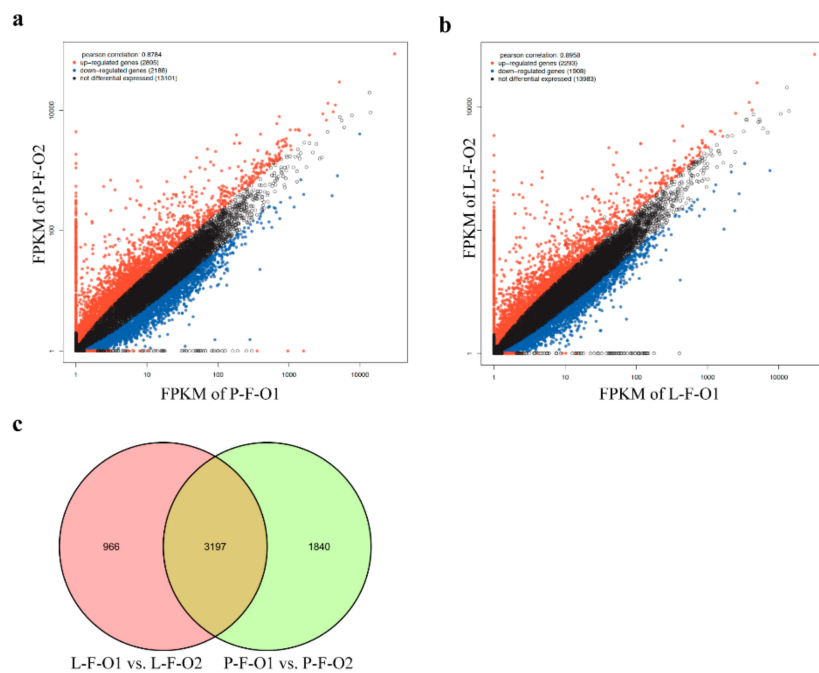 a
pearson correlation: 0.8784
up−regulated genes (2895)
down−regulated genes (2188)
not differential expressed (13101)
FPKM of P-F-O2
10000
100
1
1
10
100
1000
10000
FPKM of P-F-O1
b
pearson correlation: 0.8958
up−regulated genes (2293)
down−regulated genes (1908)
not differential expressed (13983)
FPKM of L-F-O2
10000
100
1
1
10
100
1000
10000
FPKM of L-F-O1
c
966
3197
1840
L-F-O1 vs. L-F-O2
P-F-O1 vs. P-F-O2